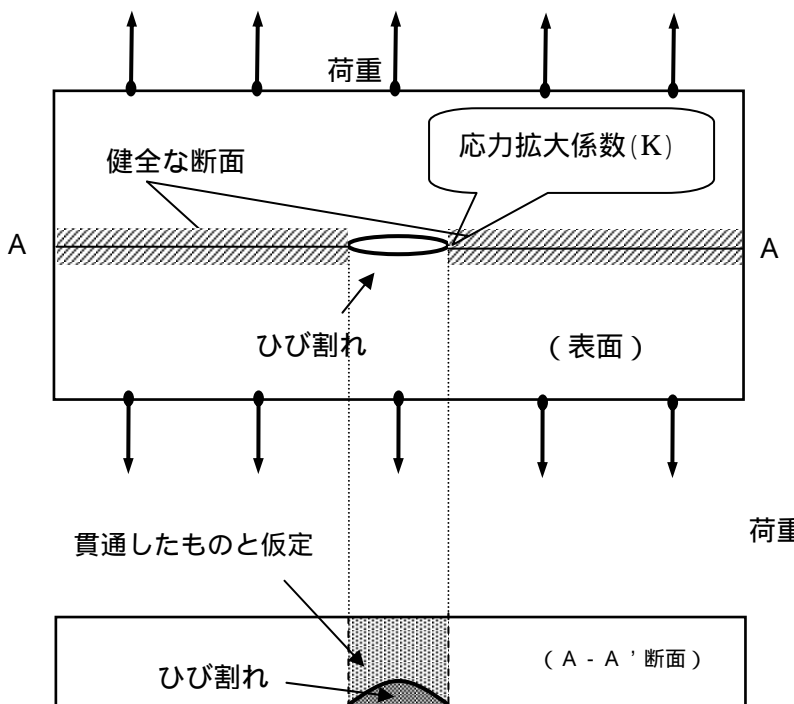 荷重
応力拡大係数(K)
健全な断面
A
A
ひび割れ
(表面)
荷重
貫通したものと仮定
(A-A'断面)
ひび割れ